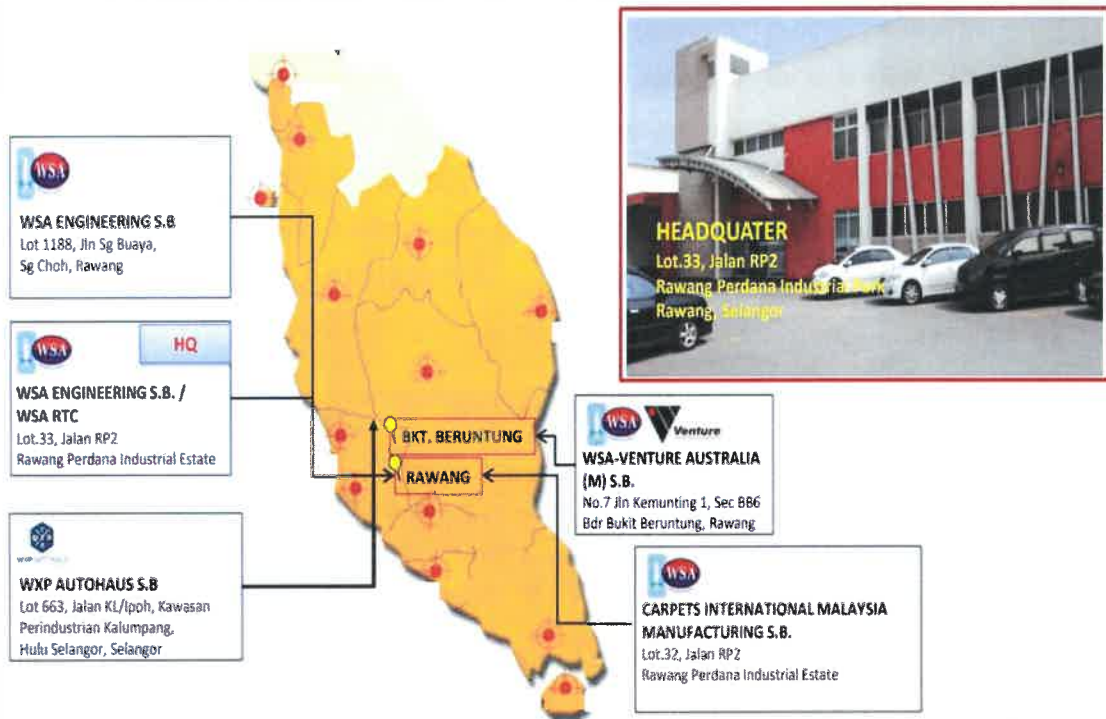 WSA
WSA ENGINEERING S.B
Lot 1188, Jln Sg Buaya,
Sg Choh, Rawang
WSA
HQ
WSA ENGINEERING S.B. /
WSA RTC
Lot.33, Jalan RP2
Rawang Perdana Industrial Estate
WXP AUTOHAUS S.B
Lot 663, Jalan KL/Ipoh, Kawasan
Perindustrian Kalumpang,
Hulu Selangor, Selangor
BKT. BERUNTUNG
RAWANG
HEADQUATER
Lot.33, Jalan RP2
Rawang Perdana Industrial Park
Rawang, Selangor
WSA
Venture
WSA-VENTURE AUSTRALIA
(M) S.B.
No.7 Jln Kemunting 1, Sec BB6
Bdr Bukit Beruntung, Rawang
WSA
CARPETS INTERNATIONAL MALAYSIA
MANUFACTURING S.B.
Lot.32, Jalan RP2
Rawang Perdana Industrial Estate